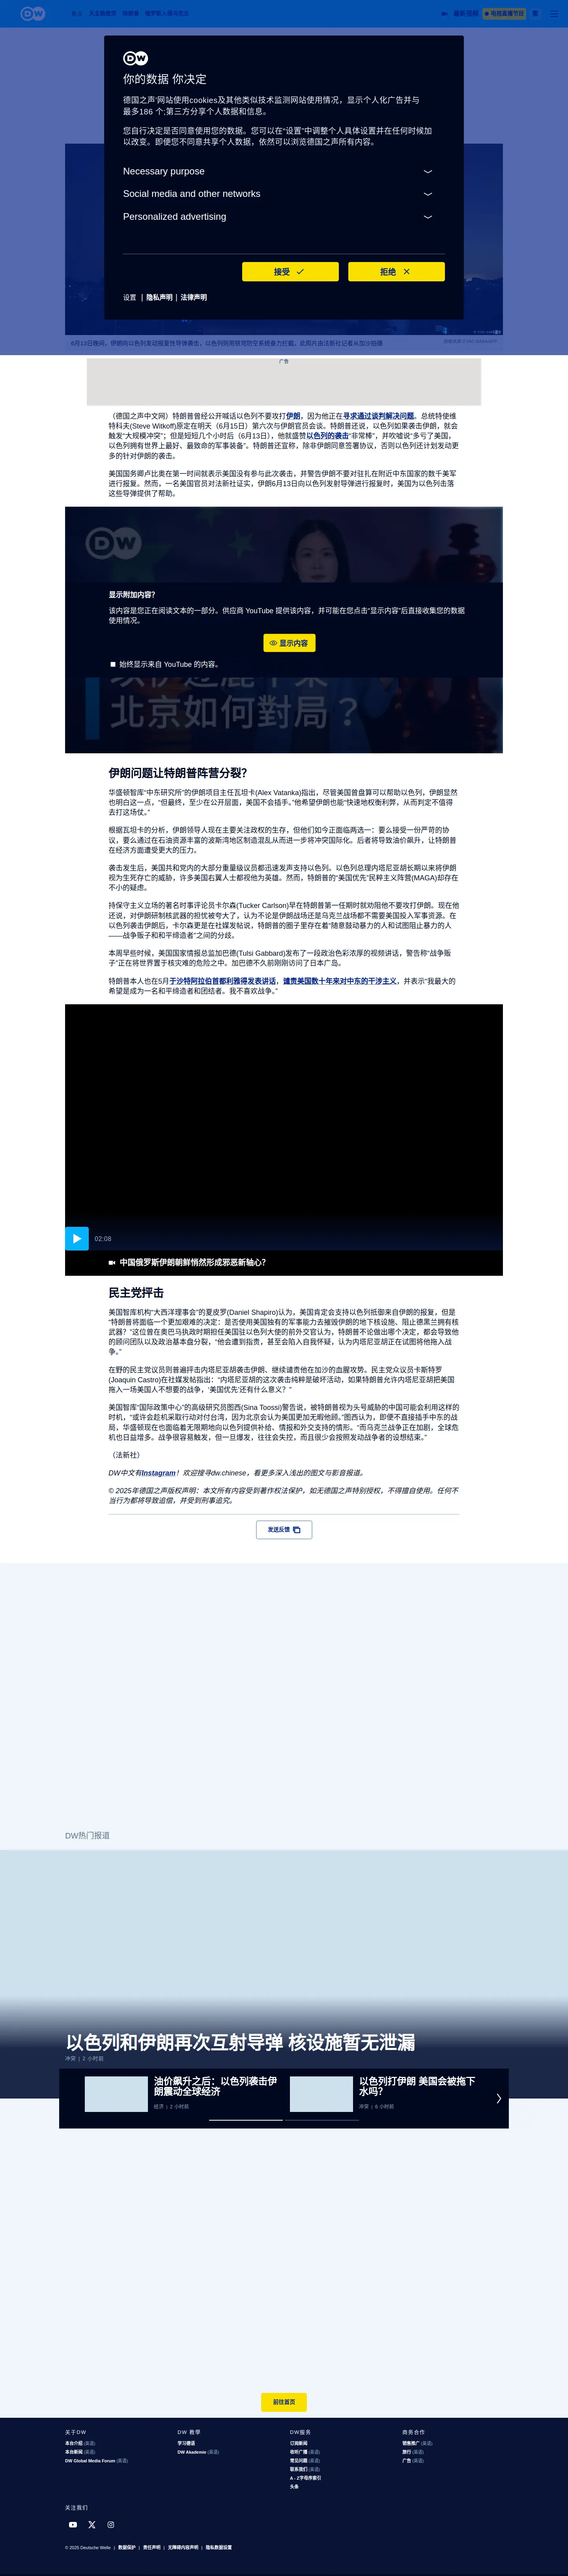 DW
最新视频
电视直播节目
DW
你的数据 你决定
德国之声'网站使用cookies及其他类似技术监测网站使用情况，显示个人化广告并与
最多186 个;第三方分享个人数据和信息。
您自行决定是否同意使用您的数据。您可以在“设置”中调整个人具体设置并在任何时候加
以改变。即使您不同意共享个人数据，依然可以浏览德国之声所有内容。
Necessary purpose
Social media and other networks
Personalized advertising
接受
拒绝
设置 | 隐私声明 | 法律声明
6月13日晚间，伊朗向以色列发动报复性导弹袭击，以色列则用铁穹防空系统奋力拦截。此照片由法新社记者从加沙拍摄
广告
（德国之声中文网）特朗普曾经公开喊话以色列不要攻打伊朗，因为他正在寻求通过谈判解决问题。总统特使维
特科夫(Steve Witkoff)原定在明天（6月15日）第六次与伊朗官员会谈。特朗普还说，以色列如果袭击伊朗，就会
触发“大规模冲突”；但是短短几个小时后（6月13日），他就盛赞以色列的袭击“非常棒”，并吹嘘说“多亏了美国，
以色列拥有世界上最好、最致命的军事装备”。特朗普还宣称，除非伊朗同意签署协议，否则以色列还计划发动更
多的针对伊朗的袭击。
美国国务卿卢比奥在第一时间就表示美国没有参与此次袭击，并警告伊朗不要对驻扎在附近中东国家的数千美军
进行报复。然而，一名美国官员对法新社证实，伊朗6月13日向以色列发射导弹进行报复时，美国为以色列击落
这些导弹提供了帮助。
DW
显示附加内容?
该内容是您正在阅读文本的一部分。供应商 YouTube 提供该内容，并可能在您点击“显示内容”后直接收集您的数据
使用情况。
显示内容
始终显示来自 YouTube 的内容。
北京如何對局？
伊朗问题让特朗普阵营分裂？
华盛顿智库“中东研究所”的伊朗项目主任瓦坦卡(Alex Vatanka)指出，尽管美国曾盘算可以帮助以色列，伊朗显然
也明白这一点，“但最终，至少在公开层面，美国不会插手。”他希望伊朗也能“快速地权衡利弊，从而判定不值得
去打这场仗。”
根据瓦坦卡的分析，伊朗领导人现在主要关注政权的生存，但他们如今正面临两选一：要么接受一份严苛的协
议，要么通过在石油资源丰富的波斯湾地区制造混乱从而进一步将冲突国际化。后者将导致油价飙升，让特朗普
在经济方面遭受更大的压力。
袭击发生后，美国共和党内的大部分重量级议员都迅速发声支持以色列。以色列总理内塔尼亚胡长期以来将伊朗
视为生死存亡的威胁，许多美国右翼人士都视他为英雄。然而，特朗普的“美国优先”民粹主义阵营(MAGA)却存在
不小的疑虑。
持保守主义立场的著名时事评论员卡尔森(Tucker Carlson)早在特朗普第一任期时就劝阻他不要攻打伊朗。现在他
还说，对伊朗研制核武器的担忧被夸大了，认为不论是伊朗战场还是乌克兰战场都不需要美国投入军事资源。在
以色列袭击伊朗后，卡尔森更是在社媒发帖说，特朗普的圈子里存在着“随意鼓动暴力的人和试图阻止暴力的人
——战争贩子和和平缔造者”之间的分歧。
本周早些时候，美国国家情报总监加巴德(Tulsi Gabbard)发布了一段政治色彩浓厚的视频讲话，警告称“战争贩
子”正在将世界置于核灾难的危险之中。加巴德不久前刚刚访问了日本广岛。
特朗普本人也在5月于沙特阿拉伯首都利雅得发表讲话，谴责美国数十年来对中东的干涉主义，并表示“我最大的
希望是成为一名和平缔造者和团结者。我不喜欢战争。”
02:08
中国俄罗斯伊朗朝鲜悄然形成邪恶新轴心？
民主党抨击
美国智库机构“大西洋理事会”的夏皮罗(Daniel Shapiro)认为，美国肯定会支持以色列抵御来自伊朗的报复，但是
“特朗普将面临一个更加艰难的决定：是否使用美国独有的军事能力去摧毁伊朗的地下核设施、阻止德黑兰拥有核
武器？”这位曾在奥巴马执政时期担任美国驻以色列大使的前外交官认为，特朗普不论做出哪个决定，都会导致他
的顾问团队以及政治基本盘分裂，“他会遭到指责，甚至会陷入自我怀疑，认为内塔尼亚胡正在试图将他拖入战
争。”
在野的民主党议员则普遍抨击内塔尼亚胡袭击伊朗、继续谴责他在加沙的血腥攻势。民主党众议员卡斯特罗
(Joaquin Castro)在社媒发帖指出：“内塔尼亚胡的这次袭击纯粹是破坏活动，如果特朗普允许内塔尼亚胡把美国
拖入一场美国人不想要的战争，‘美国优先’还有什么意义？”
美国智库“国际政策中心”的高级研究员图西(Sina Toossi)警告说，被特朗普视为头号威胁的中国可能会利用这样的
时机，“或许会趁机采取行动对付台湾，因为北京会认为美国更加无暇他顾。”图西认为，即便不直接插手中东的战
局，华盛顿现在也面临着无限期地向以色列提供补给、情报和外交支持的情形。“而乌克兰战争正在加剧，全球危
机也日益增多。战争很容易触发，但一旦爆发，往往会失控，而且很少会按照发动战争者的设想结束。”
（法新社）
DW中文有Instagram！欢迎搜寻dw.chinese，看更多深入浅出的图文与影音报道。
© 2025年德国之声版权声明：本文所有内容受到著作权法保护，如无德国之声特别授权，不得擅自使用。任何不
当行为都将导致追偿，并受到刑事追究。
发送反馈
DW热门报道
以色列和伊朗再次互射导弹 核设施暂无泄漏
冲突 | 2 小时前
油价飙升之后：以色列袭击伊
朗震动全球经济
经济 | 2 小时前
以色列打伊朗 美国会被拖下
水吗？
冲突 | 6 小时前
前往首页
关于DW
本台介绍 (英语)
本台新闻 (英语)
DW Global Media Forum (英语)
DW 教學
学习德语
DW Akademie (英语)
DW服务
订阅新闻
收听广播 (英语)
常见问题 (英语)
联系我们 (英语)
A - Z字母序索引
头条
商务合作
销售推广 (英语)
旅行 (英语)
广告 (英语)
关注我们
© 2025 Deutsche Welle | 数据保护 | 责任声明 | 无障碍内容声明 | 隐私数据设置